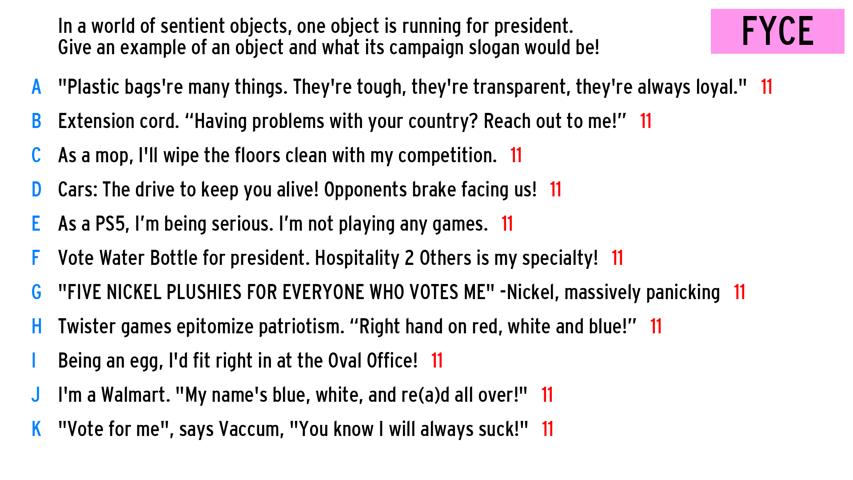 In a world of sentient objects, one object is running for president.
Give an example of an object and what its campaign slogan would be!
FYCE
A "Plastic bags're many things. They're tough, they're transparent, they're always loyal." 11
B Extension cord. “Having problems with your country? Reach out to me!” 11
C As a mop, I'll wipe the floors clean with my competition. 11
D Cars: The drive to keep you alive! Opponents brake facing us! 11
E As a PS5, I’m being serious. I’m not playing any games. 11
F Vote Water Bottle for president. Hospitality 2 Others is my specialty! 11
G "FIVE NICKEL PLUSHIES FOR EVERYONE WHO VOTES ME" -Nickel, massively panicking 11
H Twister games epitomize patriotism. “Right hand on red, white and blue!” 11
I Being an egg, I'd fit right in at the Oval Office! 11
J I'm a Walmart. "My name's blue, white, and re(a)d all over!" 11
K "Vote for me", says Vaccum, "You know I will always suck!" 11